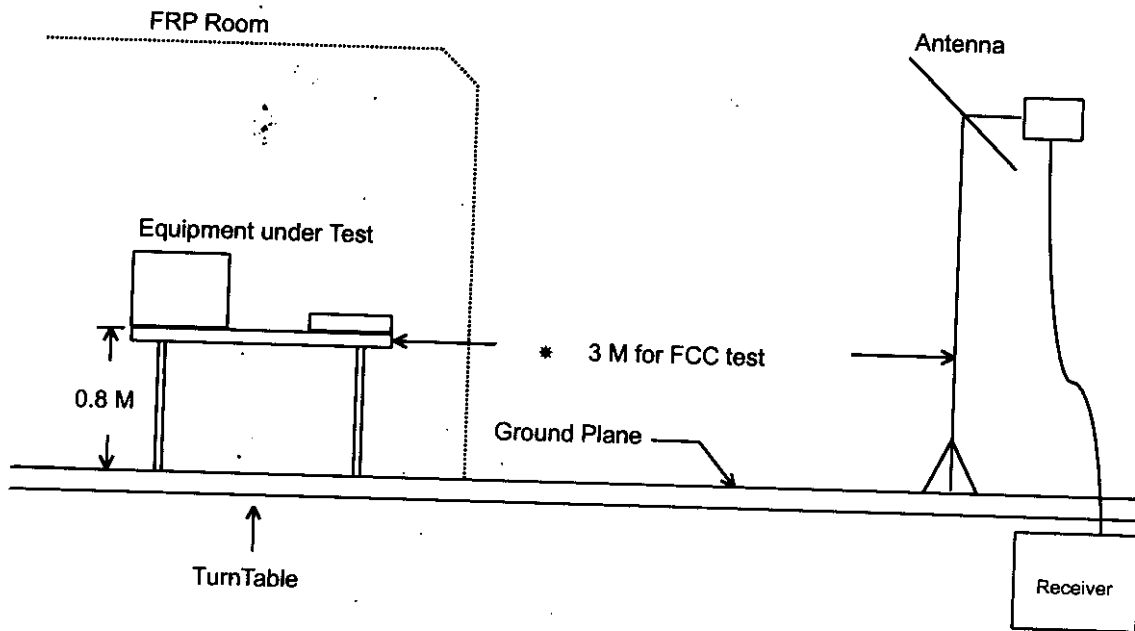 FRP Room
Antenna
Equipment under Test
* 3 M for FCC test
0.8 M
Ground Plane
TurnTable
Receiver